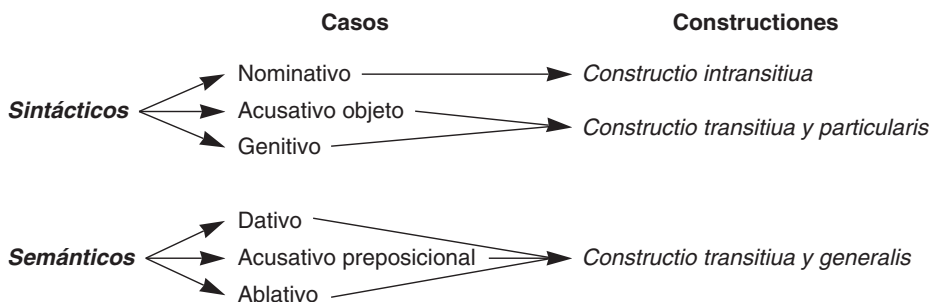 Casos Constructiones
Nominativo Constructio intransitiua
Sintácticos Acusativo objeto
Constructio transitiua y particularis
Genitivo
Dativo
Semánticos Acusativo preposicional Constructio transitiua y generalis
Ablativo